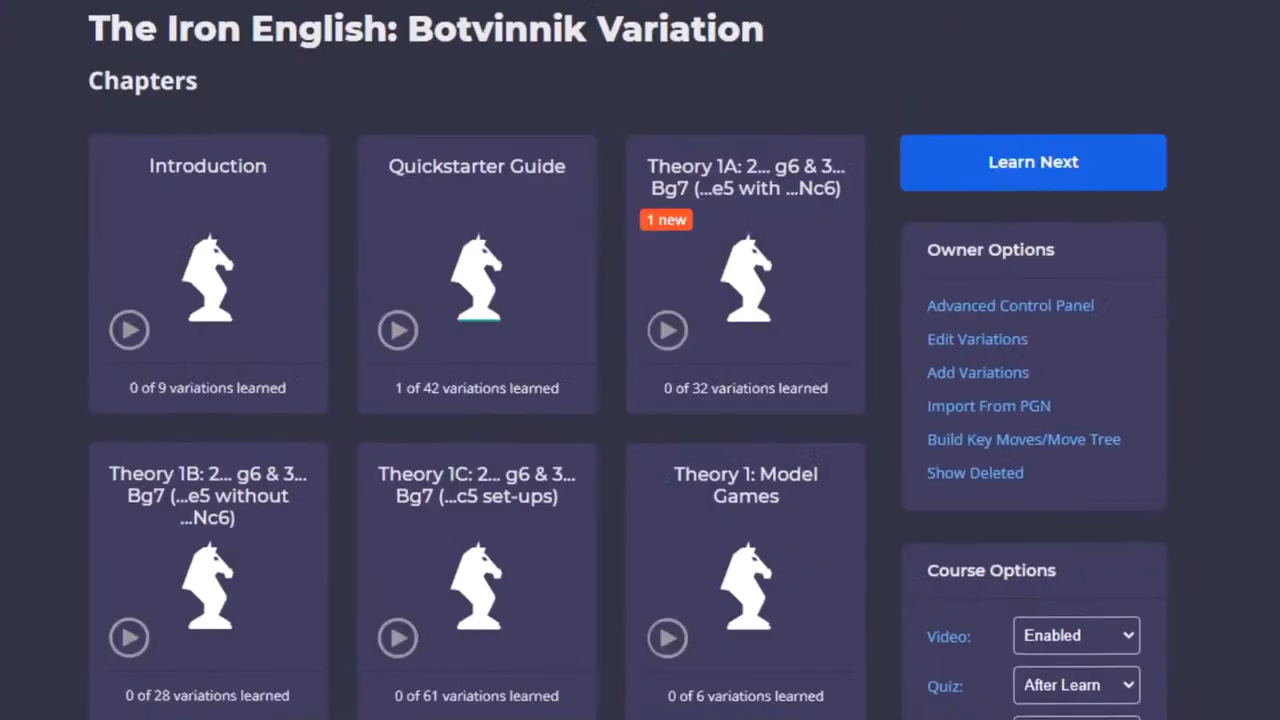 The Iron English: Botvinnik Variation
Chapters
Introduction
0 of 9 variations learned
Quickstarter Guide
1 of 42 variations learned
Theory 1A: 2... g6 & 3...
Bg7 (...e5 with ...Nc6)
1 new
0 of 32 variations learned
Theory 1B: 2... g6 & 3...
Bg7 (...e5 without
...Nc6)
0 of 28 variations learned
Theory 1C: 2... g6 & 3...
Bg7 (...c5 set-ups)
0 of 61 variations learned
Theory 1: Model
Games
0 of 6 variations learned
Learn Next
Owner Options
Advanced Control Panel
Edit Variations
Add Variations
Import From PGN
Build Key Moves/Move Tree
Show Deleted
Course Options
Video: Enabled
Quiz: After Learn